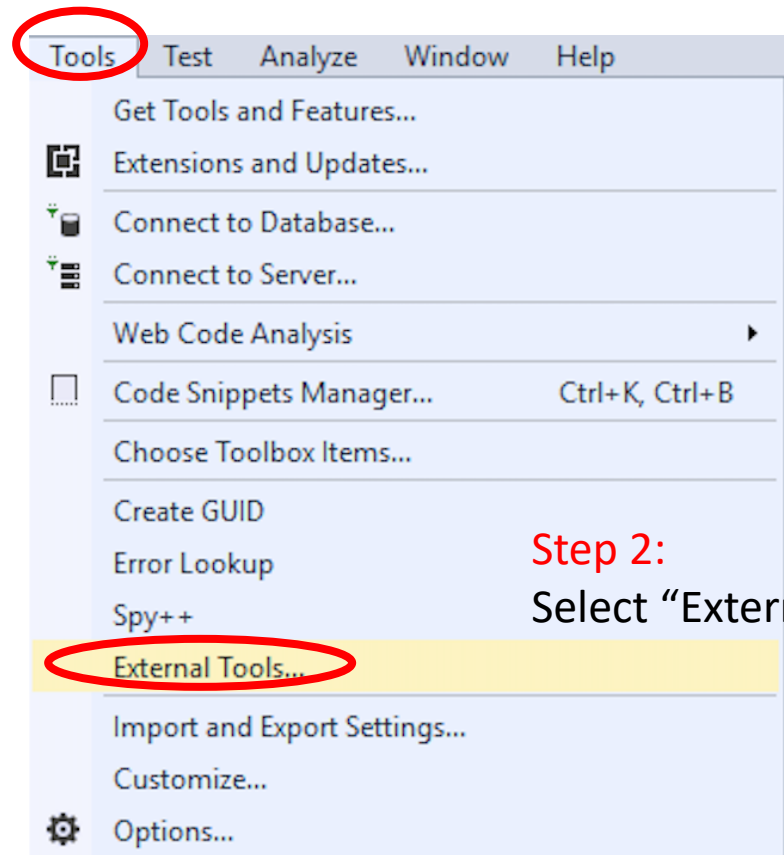 Tools Test Analyze Window Help
Get Tools and Features...
Extensions and Updates...
Connect to Database...
Connect to Server...
Web Code Analysis
Code Snippets Manager... Ctrl+K, Ctrl+B
Choose Toolbox Items...
Create GUID
Error Lookup
Step 2:
Spy++
Select “Extern
External Tools...
Import and Export Settings...
Customize...
Options...